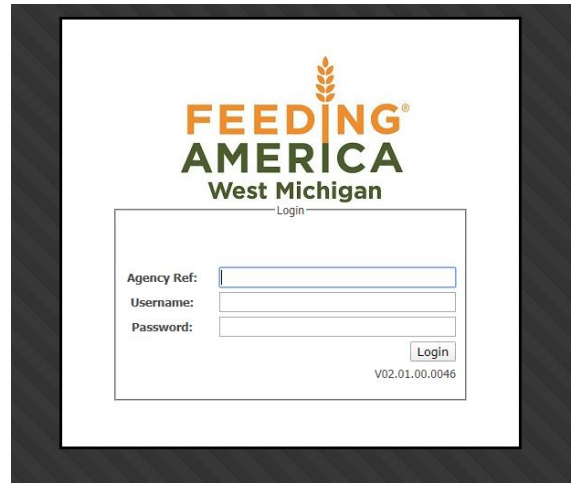 FEEDING®
AMERICA
West Michigan
Login
Agency Ref:
Username:
Password:
Login
V02.01.00.0046